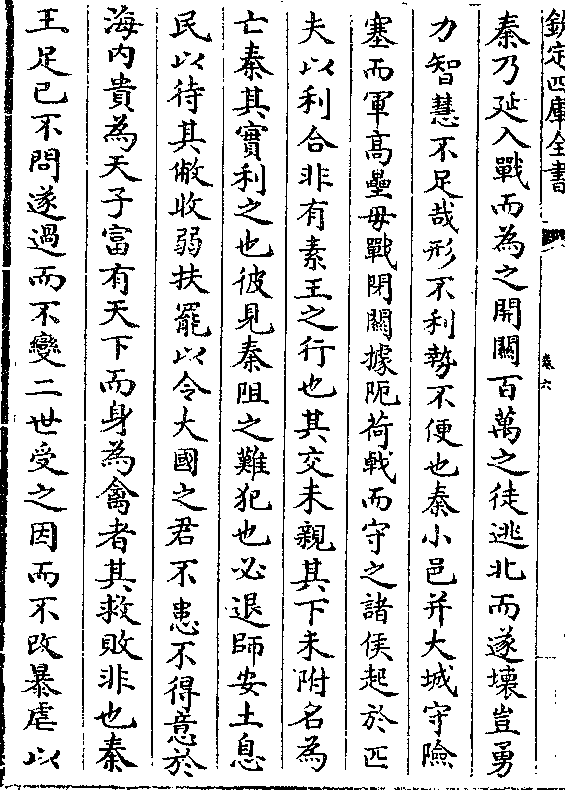 欽定四庫全書
卷六
秦乃延入戰而為之開關百萬之徒逃北而遂壞豈勇
力智慧不足哉形不利勢不便也秦小邑并大城守險
塞而軍高壘毋戰閉關據阨荷戟而守之諸侯起於匹
夫以利合非有素王之行也其交未親其下未附名為
亡秦其實利之也彼見秦阻之難犯也必退師安土息
民以待其敝收弱扶罷以令大國之君不患不得意於
海内貴為天子富有天下而身為禽者其救敗非也秦
王足已不問遂過而不變二世受之因而不改暴虐以